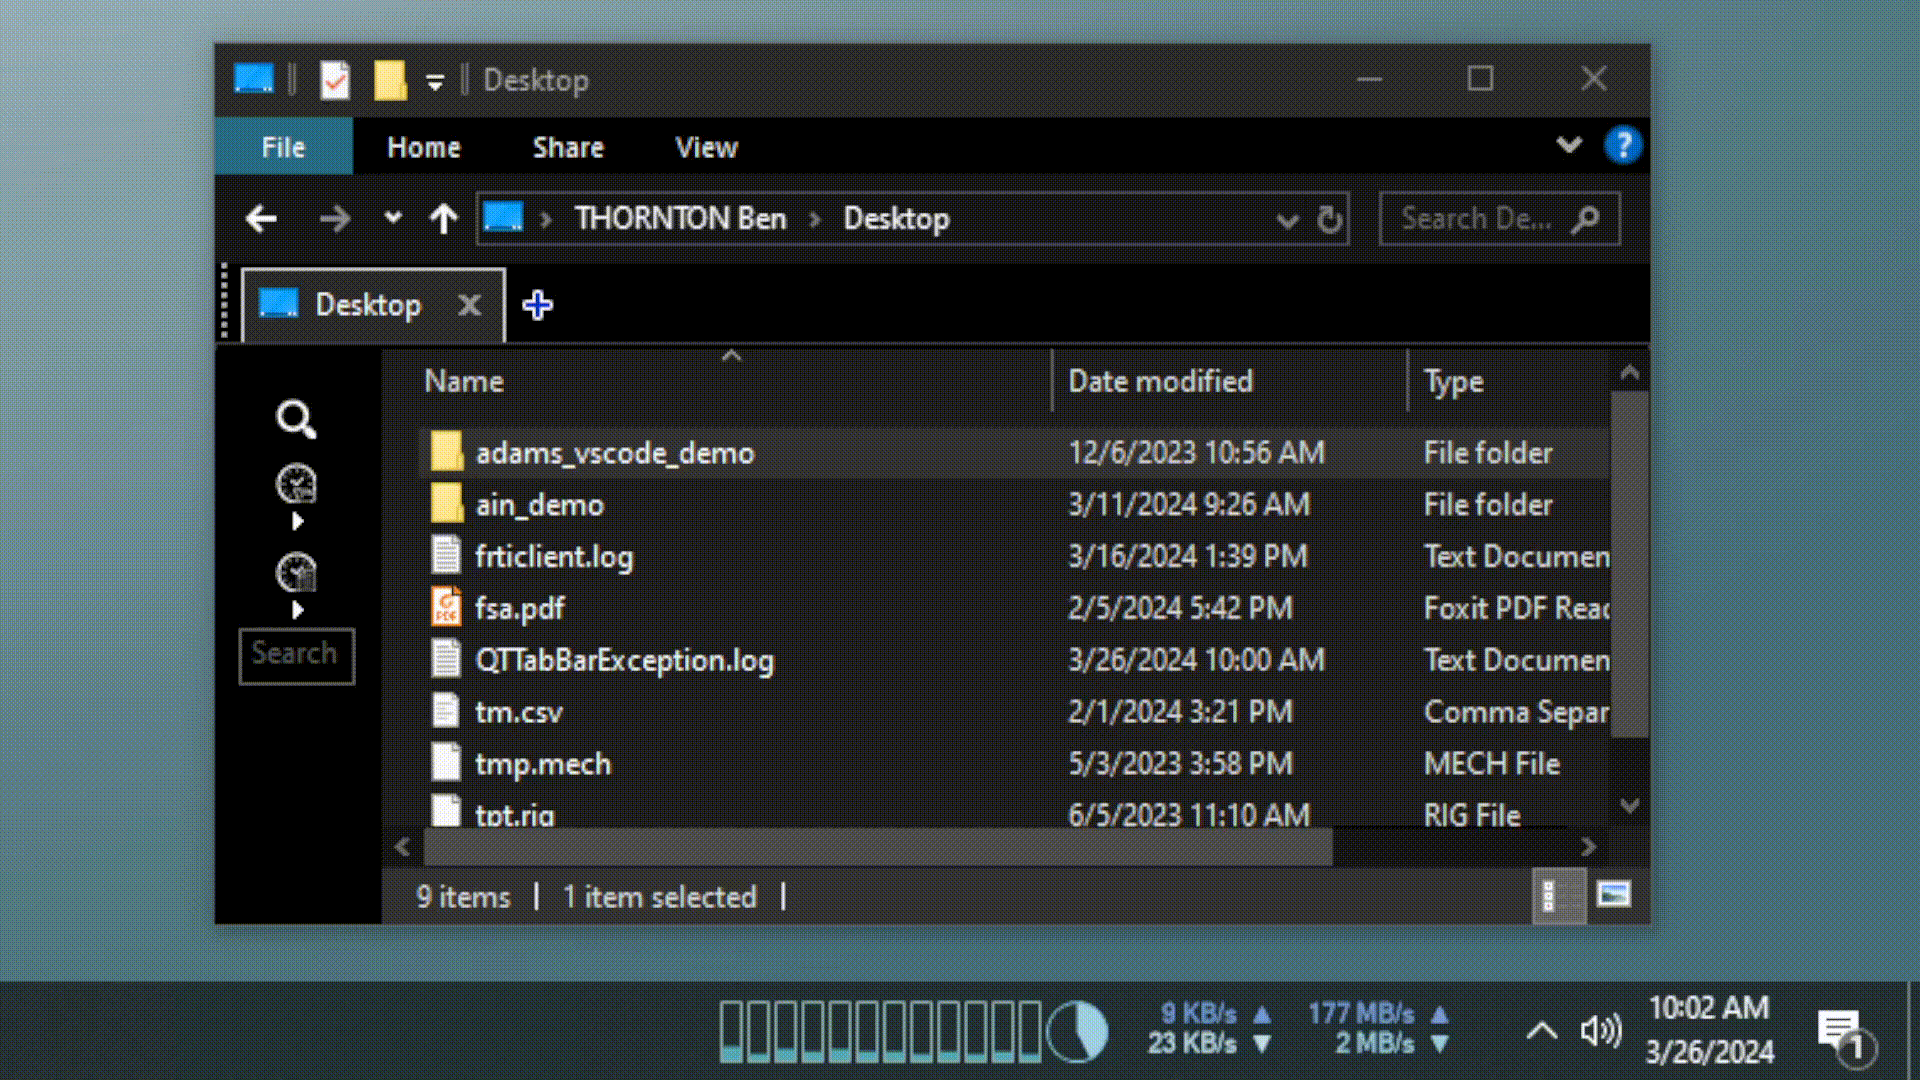 Desktop
File Home Share View ?
THORNTON Ben > Desktop Search De...
Desktop
Name Date modified Type
adams_vscode_demo 12/6/2023 10:56 AM File folder
ain_demo 3/11/2024 9:26 AM File folder
frticlient.log 3/16/2024 1:39 PM Text Documen
fsa.pdf 2/5/2024 5:42 PM Foxit PDF Reac
QTTabBarException.log 3/26/2024 10:00 AM Text Documen
tm.csv 2/1/2024 3:21 PM Comma Separ
tmp.mech 5/3/2023 3:58 PM MECH File
tpt.rig 6/5/2023 11:10 AM RIG File
Search
9 items | 1 item selected |
9 KB/s 177 MB/s
23 KB/s 2 MB/s
10:02 AM
3/26/2024
1